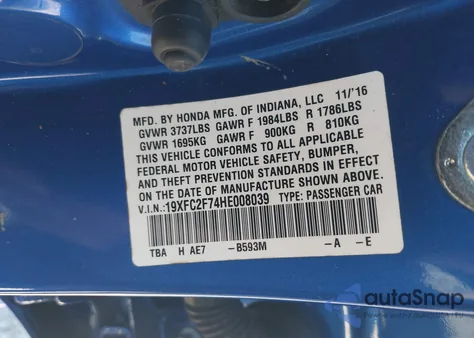 MFD. BY HONDA MFG. OF INDIANA, LLC 11/'16
GVWR 3737LBS GAWR F 1984LBS R 1786LBS
GVWR 1695KG GAWR F 900KG R 810KG
THIS VEHICLE CONFORMS TO ALL APPLICABLE
FEDERAL MOTOR VEHICLE SAFETY, BUMPER,
AND THEFT PREVENTION STANDARDS IN EFFECT
ON THE DATE OF MANUFACTURE SHOWN ABOVE.
V.I.N.: 19XFC2F74HE008039 TYPE: PASSENGER CAR
TBA H AE7 -B593M -A -E
autoSnap